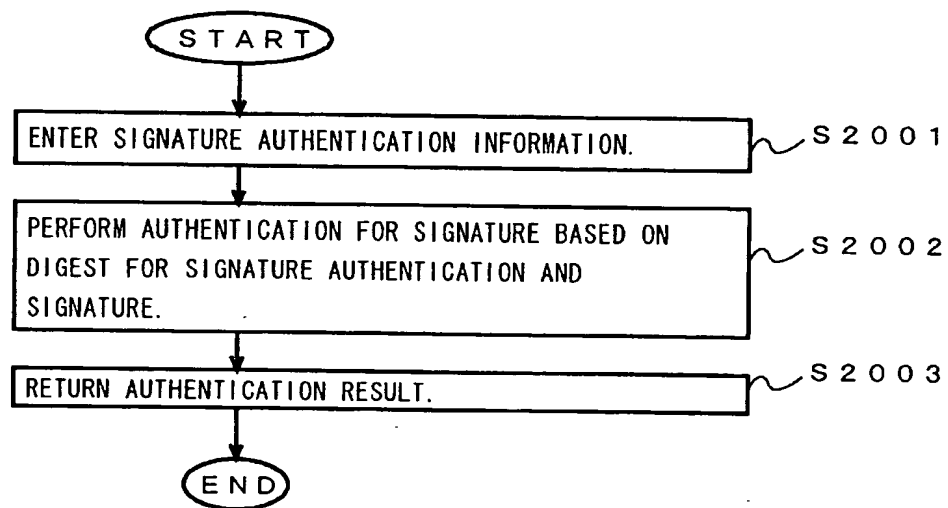 START
ENTER SIGNATURE AUTHENTICATION INFORMATION.
S2001
PERFORM AUTHENTICATION FOR SIGNATURE BASED ON
DIGEST FOR SIGNATURE AUTHENTICATION AND
SIGNATURE.
S2002
RETURN AUTHENTICATION RESULT.
S2003
END